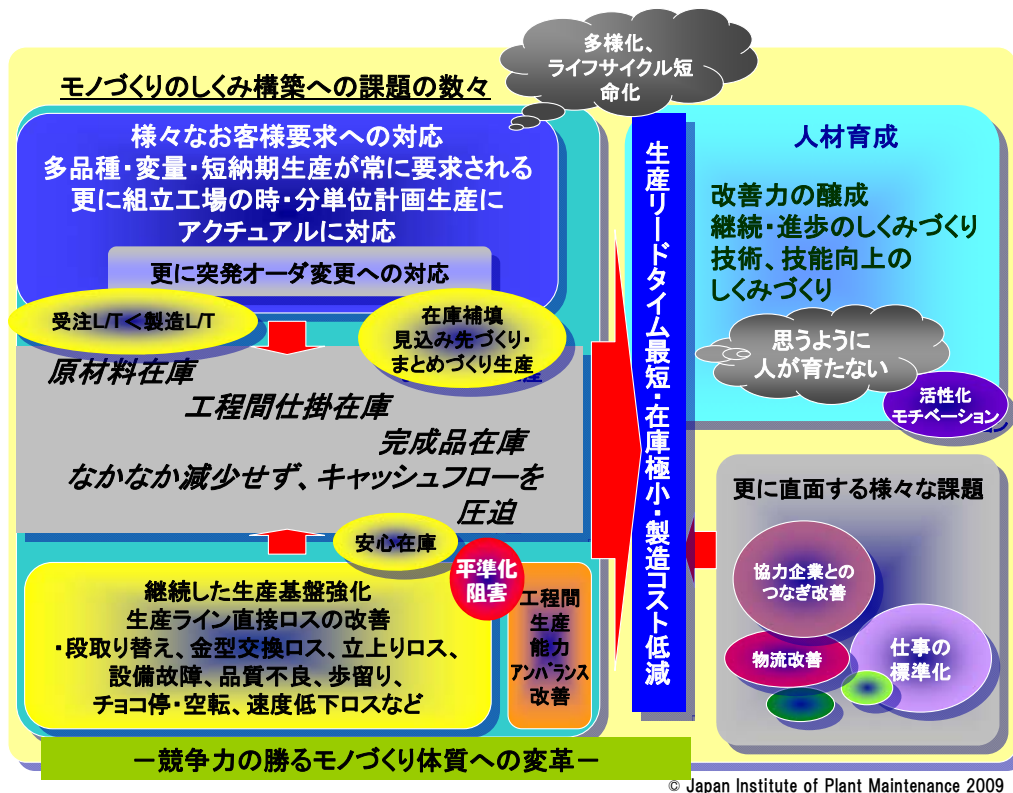 多様化、
ライフサイクル短
命化
モノづくりのしくみ構築への課題の数々
様々なお客様要求への対応
多品種・変量・短納期生産が常に要求される
更に組立工場の時・分単位計画生産に
アクチュアルに対応
更に突発オーダ変更への対応
受注L/T<製造L/T
在庫補填
見込み先づくり・
まとめづくり生産
原材料在庫
工程間仕掛在庫
完成品在庫
なかなか減少せず、キャッシュフローを
圧迫
安心在庫
平準化
阻害
継続した生産基盤強化
生産ライン直接ロスの改善
・段取り替え、金型交換ロス、立上りロス、
設備故障、品質不良、歩留り、
チョコ停・空転、速度低下ロスなど
工程間
生産
能力
アンバランス
改善
生産リードタイム最短・在庫極小・製造コスト低減
人材育成
改善力の醸成
継続・進歩のしくみづくり
技術、技能向上の
しくみづくり
思うように
人が育たない
活性化
モチベーション
更に直面する様々な課題
協力企業との
つなぎ改善
物流改善
仕事の
標準化
－競争力の勝るモノづくり体質への変革－
© Japan Institute of Plant Maintenance 2009